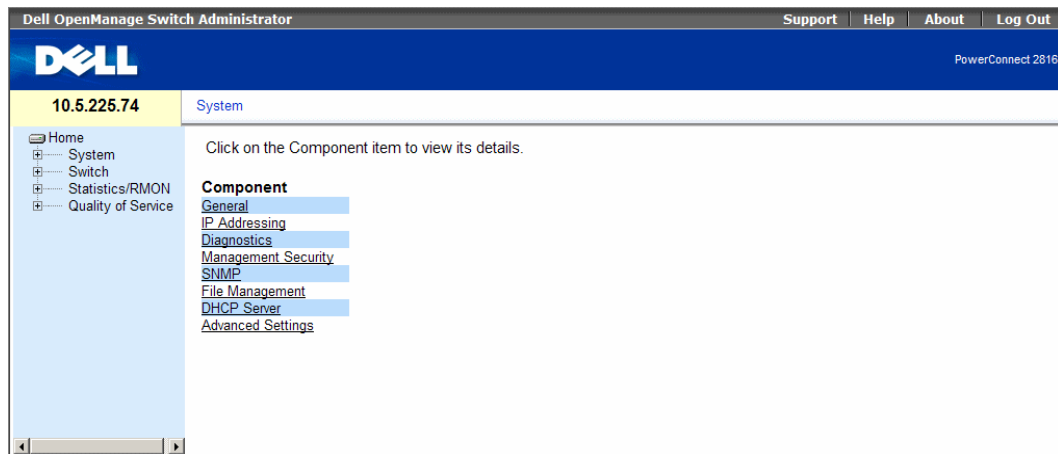 Dell OpenManage Switch Administrator Support Help About Log Out
DELL
PowerConnect 2816
10.5.225.74 System
Home
System
Switch
Statistics/RMON
Quality of Service
Click on the Component item to view its details.
Component
General
IP Addressing
Diagnostics
Management Security
SNMP
File Management
DHCP Server
Advanced Settings